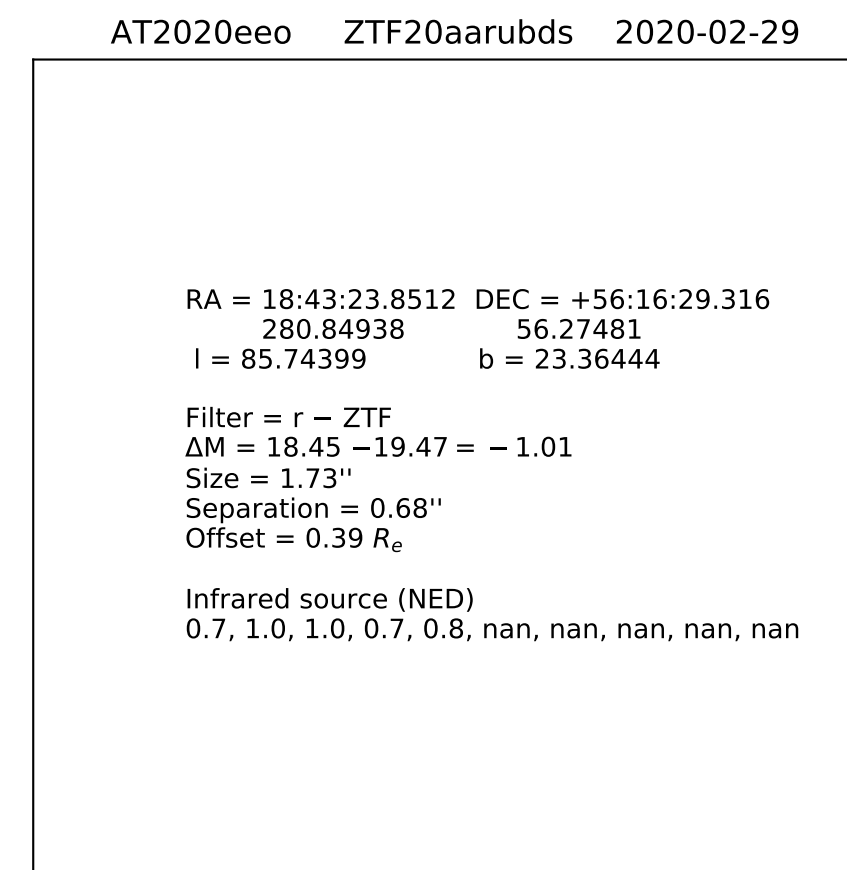 AT2020eeo ZTF20aarubds 2020-02-29
RA = 18:43:23.8512 DEC = +56:16:29.316
280.84938 56.27481
l = 85.74399 b = 23.36444
Filter = r − ZTF
ΔM = 18.45 −19.47 = − 1.01
Size = 1.73''
Separation = 0.68''
Offset = 0.39 Re
Infrared source (NED)
0.7, 1.0, 1.0, 0.7, 0.8, nan, nan, nan, nan, nan